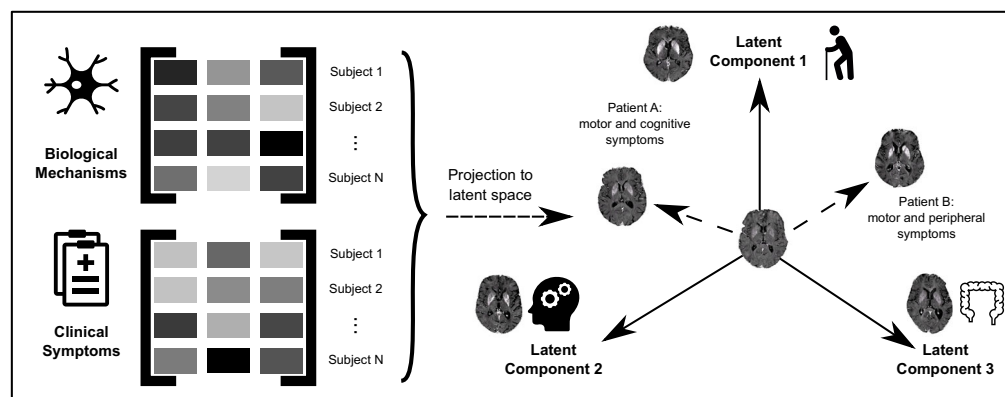 Biological
Mechanisms
Subject 1
Subject 2
⋮
Subject N
Clinical
Symptoms
Subject 1
Subject 2
⋮
Subject N
Projection to
latent space
Latent
Component 1
Patient A:
motor and cognitive
symptoms
Patient B:
motor and peripheral
symptoms
Latent
Component 2
Latent
Component 3